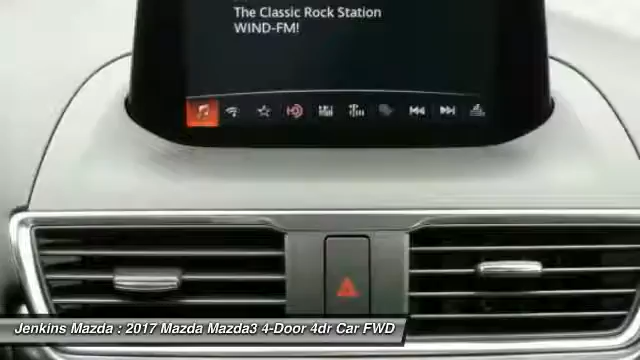 The Classic Rock Station
WIND-FM!
Jenkins Mazda : 2017 Mazda Mazda3 4-Door 4dr Car FWD